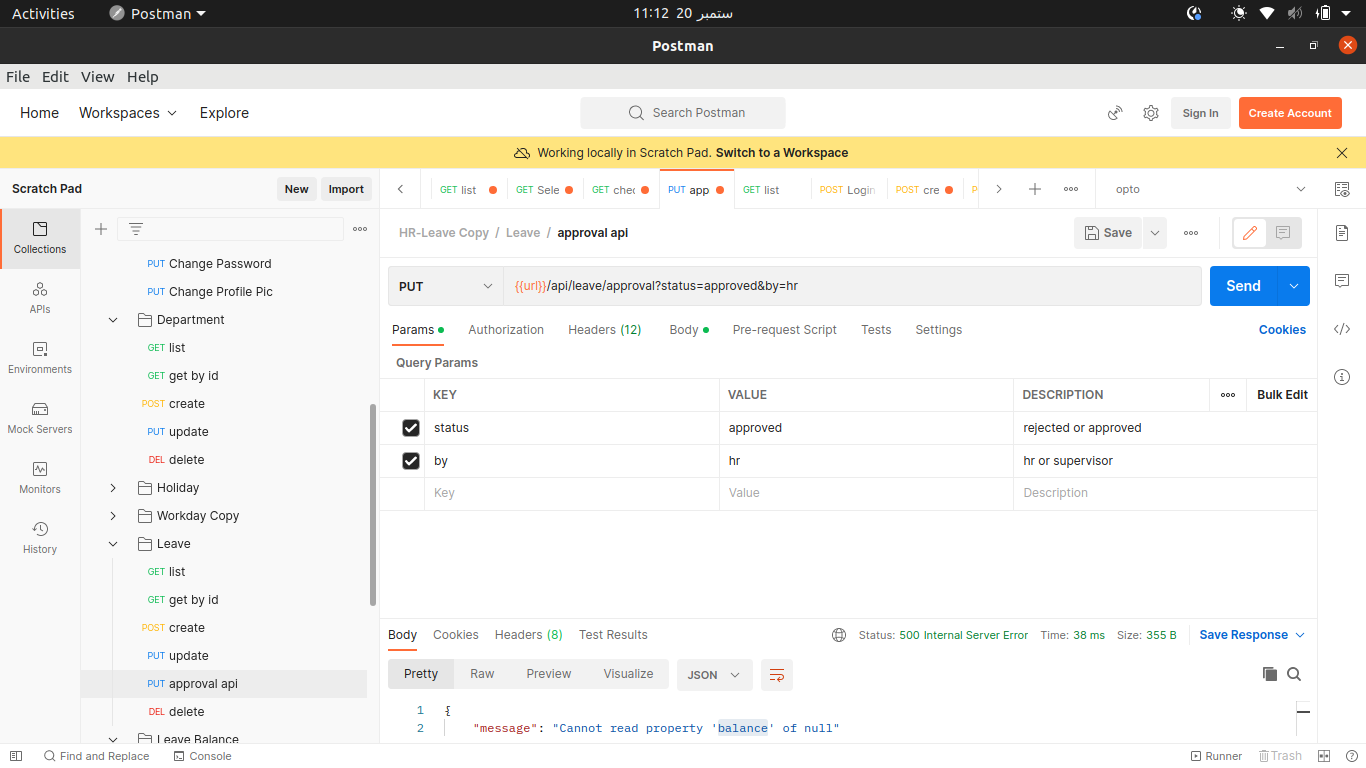 Activities Postman 11:12 20 ستمبر
Postman
File Edit View Help
Home Workspaces Explore Search Postman Sign In Create Account
Working locally in Scratch Pad. Switch to a Workspace
Scratch Pad New Import
GET list GET Sele GET chec PUT app GET list POST Login POST cre P opto
Collections
APIs
Environments
Mock Servers
Monitors
History
PUT Change Password
PUT Change Profile Pic
Department
GET list
GET get by id
POST create
PUT update
DEL delete
Holiday
Workday Copy
Leave
GET list
GET get by id
POST create
PUT update
PUT approval api
DEL delete
Leave Balance
HR-Leave Copy / Leave / approval api Save
PUT {{url}}/api/leave/approval?status=approved&by=hr Send
Params Authorization Headers (12) Body Pre-request Script Tests Settings Cookies
Query Params
KEY VALUE DESCRIPTION Bulk Edit
status approved rejected or approved
by hr hr or supervisor
Key Value Description
Body Cookies Headers (8) Test Results Status: 500 Internal Server Error Time: 38 ms Size: 355 B Save Response
Pretty Raw Preview Visualize JSON
1 {
2 "message": "Cannot read property 'balance' of null"
Find and Replace Console Runner Trash